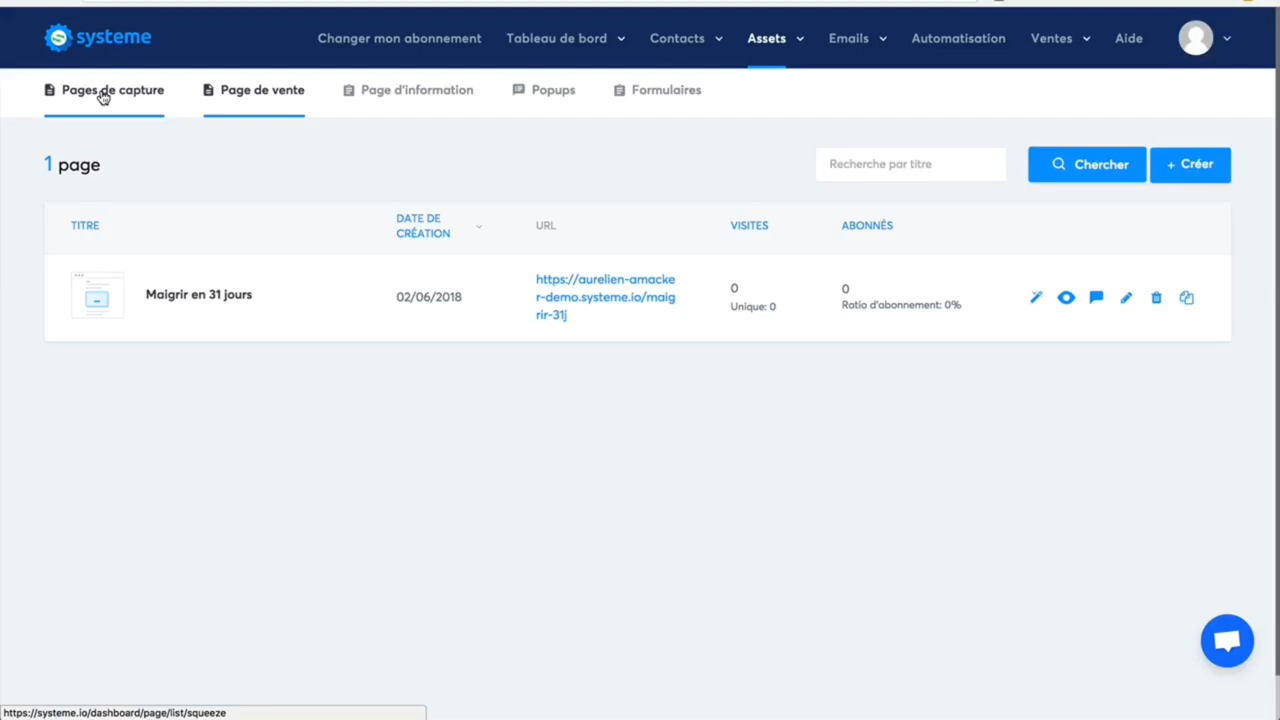 systeme
Changer mon abonnement Tableau de bord Contacts Assets Emails Automatisation Ventes Aide
Pages de capture Page de vente Page d'information Popups Formulaires
1 page
Recherche par titre
Chercher
+ Créer
TITRE
DATE DE
CRÉATION
URL
VISITES
ABONNÉS
Maigrir en 31 jours
02/06/2018
https://aurelien-amacke
r-demo.systeme.io/maig
rir-31j
0
Unique: 0
0
Ratio d'abonnement: 0%
https://systeme.io/dashboard/page/list/squeeze